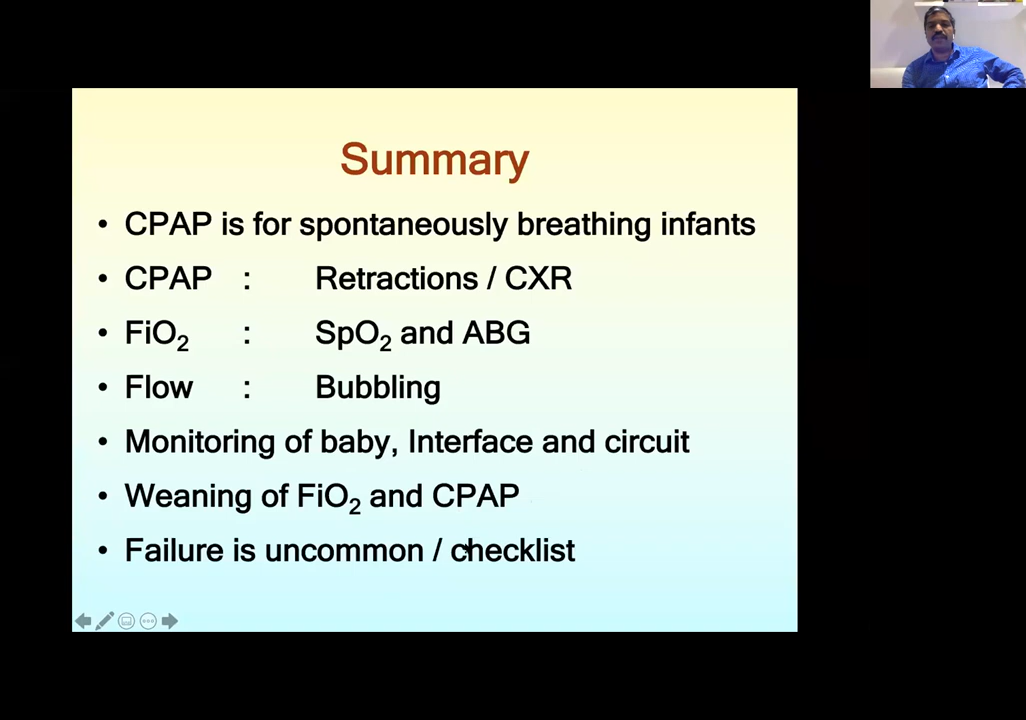 Summary
• CPAP is for spontaneously breathing infants
• CPAP : Retractions / CXR
• FiO₂ : SpO₂ and ABG
• Flow : Bubbling
• Monitoring of baby, Interface and circuit
• Weaning of FiO₂ and CPAP
• Failure is uncommon / checklist